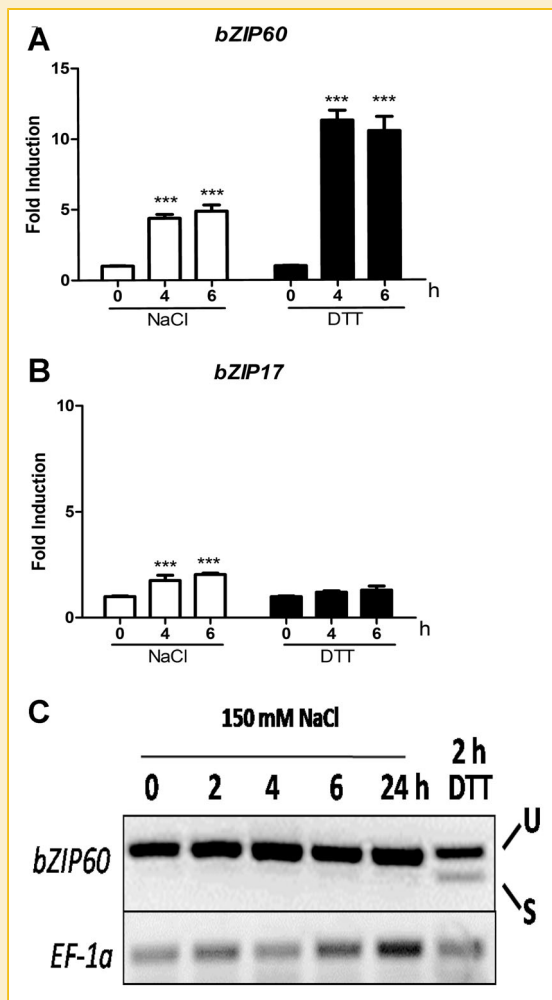 A
bZIP60
15
10
5
0
Fold Induction
*** *** *** ***
0 4 6 0 4 6 h
NaCl DTT
B
bZIP17
10
5
0
Fold Induction
*** ***
0 4 6 0 4 6 h
NaCl DTT
C
150 mM NaCl
2 h
0 2 4 6 24 h DTT
U
bZIP60
S
EF-1a